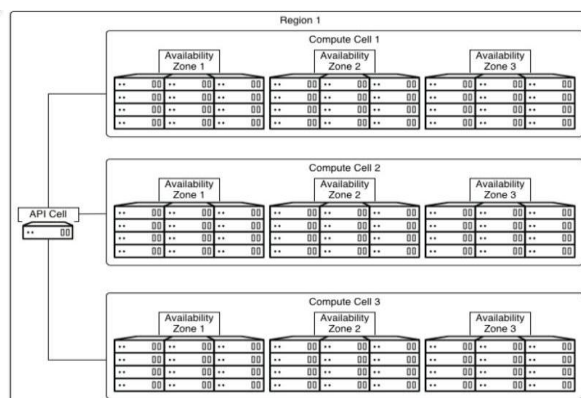 Region 1
Compute Cell 1
Availability
Zone 1
Availability
Zone 2
Availability
Zone 3
API Cell
Compute Cell 2
Availability
Zone 1
Availability
Zone 2
Availability
Zone 3
Compute Cell 3
Availability
Zone 1
Availability
Zone 2
Availability
Zone 3